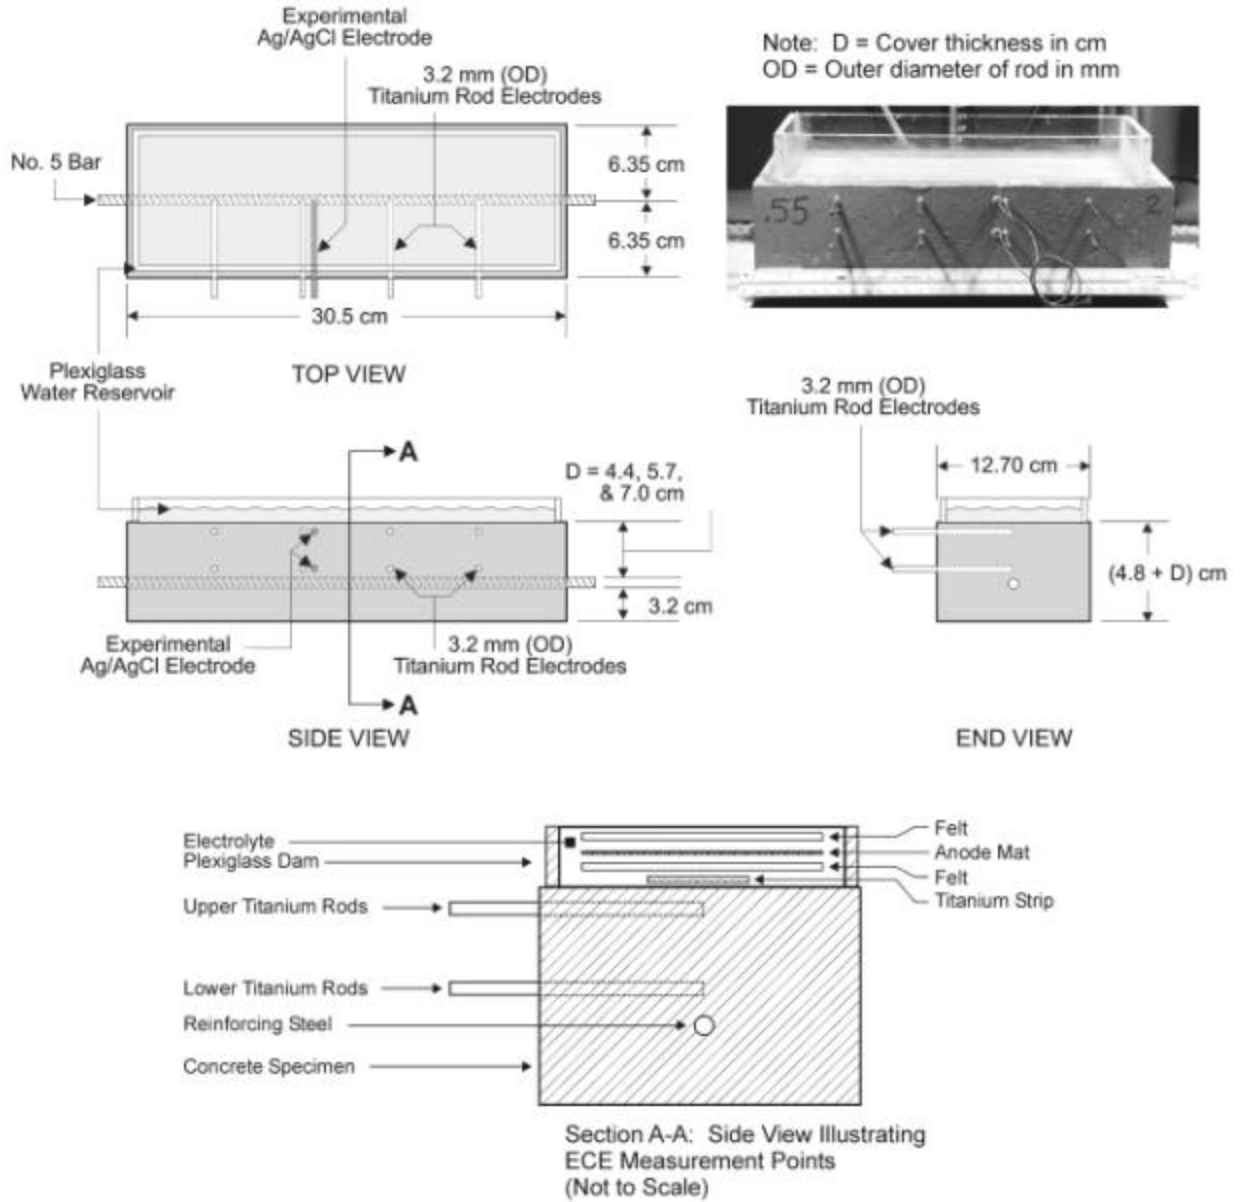 Experimental
Ag/AgCl Electrode
3.2 mm (OD)
Titanium Rod Electrodes
No. 5 Bar
6.35 cm
6.35 cm
30.5 cm
Plexiglass
Water Reservoir
TOP VIEW
Note: D = Cover thickness in cm
OD = Outer diameter of rod in mm
.55
2
A
D = 4.4, 5.7,
& 7.0 cm
3.2 cm
Experimental
Ag/AgCl Electrode
3.2 mm (OD)
Titanium Rod Electrodes
A
SIDE VIEW
3.2 mm (OD)
Titanium Rod Electrodes
12.70 cm
(4.8 + D) cm
END VIEW
Electrolyte
Plexiglass Dam
Upper Titanium Rods
Lower Titanium Rods
Reinforcing Steel
Concrete Specimen
Felt
Anode Mat
Felt
Titanium Strip
Section A-A: Side View Illustrating
ECE Measurement Points
(Not to Scale)